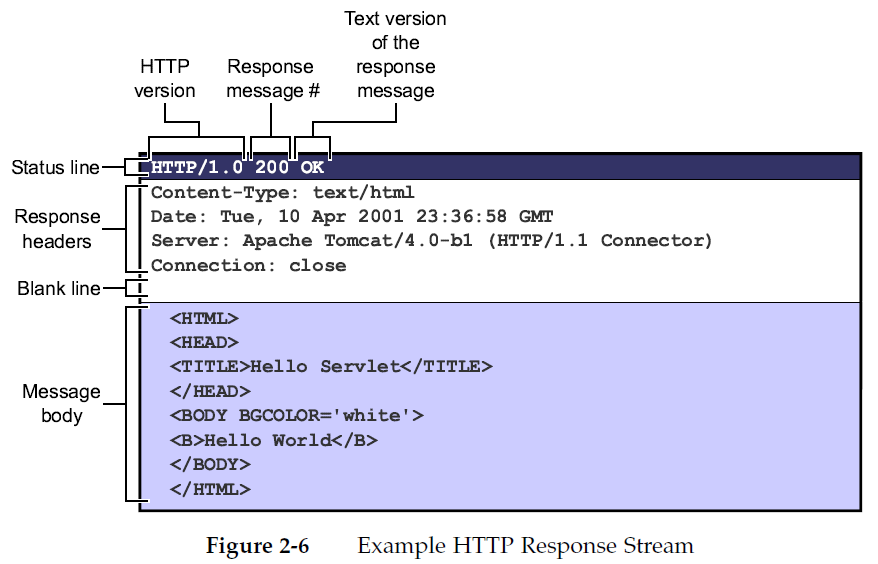 Text version
of the
response
message
HTTP
version
Response
message #
Status line
HTTP/1.0 200 OK
Response
headers
Content-Type: text/html
Date: Tue, 10 Apr 2001 23:36:58 GMT
Server: Apache Tomcat/4.0-b1 (HTTP/1.1 Connector)
Connection: close
Blank line
Message
body
<HTML>
<HEAD>
<TITLE>Hello Servlet</TITLE>
</HEAD>
<BODY BGCOLOR='white'>
<B>Hello World</B>
</BODY>
</HTML>
Figure 2-6 Example HTTP Response Stream